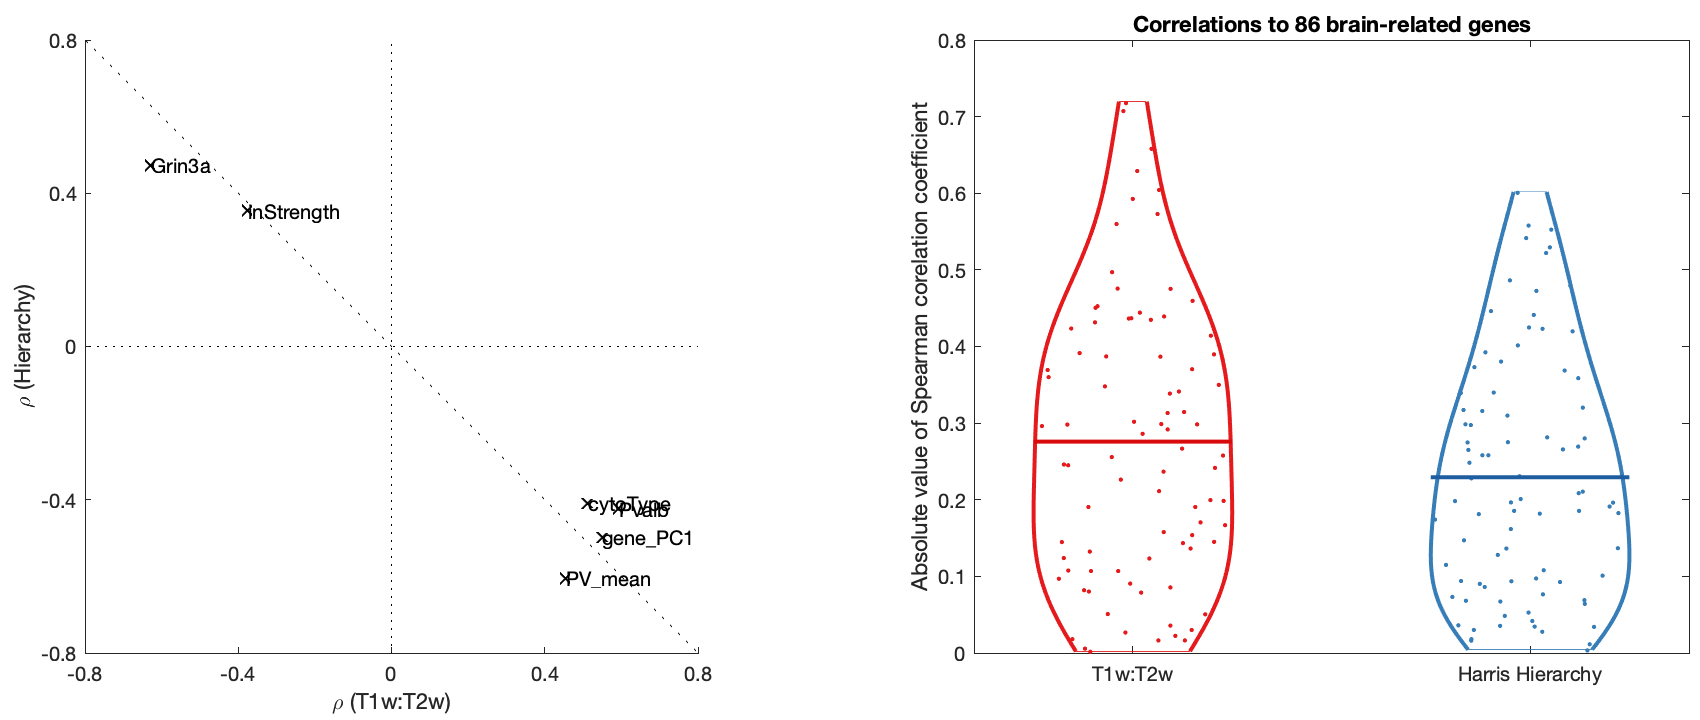 0.8
0.4
0
-0.4
-0.8
ρ (Hierarchy)
Grin3a
InStrength
cytoType
Pvalb
gene_PC1
PV_mean
-0.8
-0.4
0
0.4
0.8
ρ (T1w:T2w)
Correlations to 86 brain-related genes
Absolute value of Spearman corelation coefficient
0.8
0.7
0.6
0.5
0.4
0.3
0.2
0.1
0
T1w:T2w
Harris Hierarchy